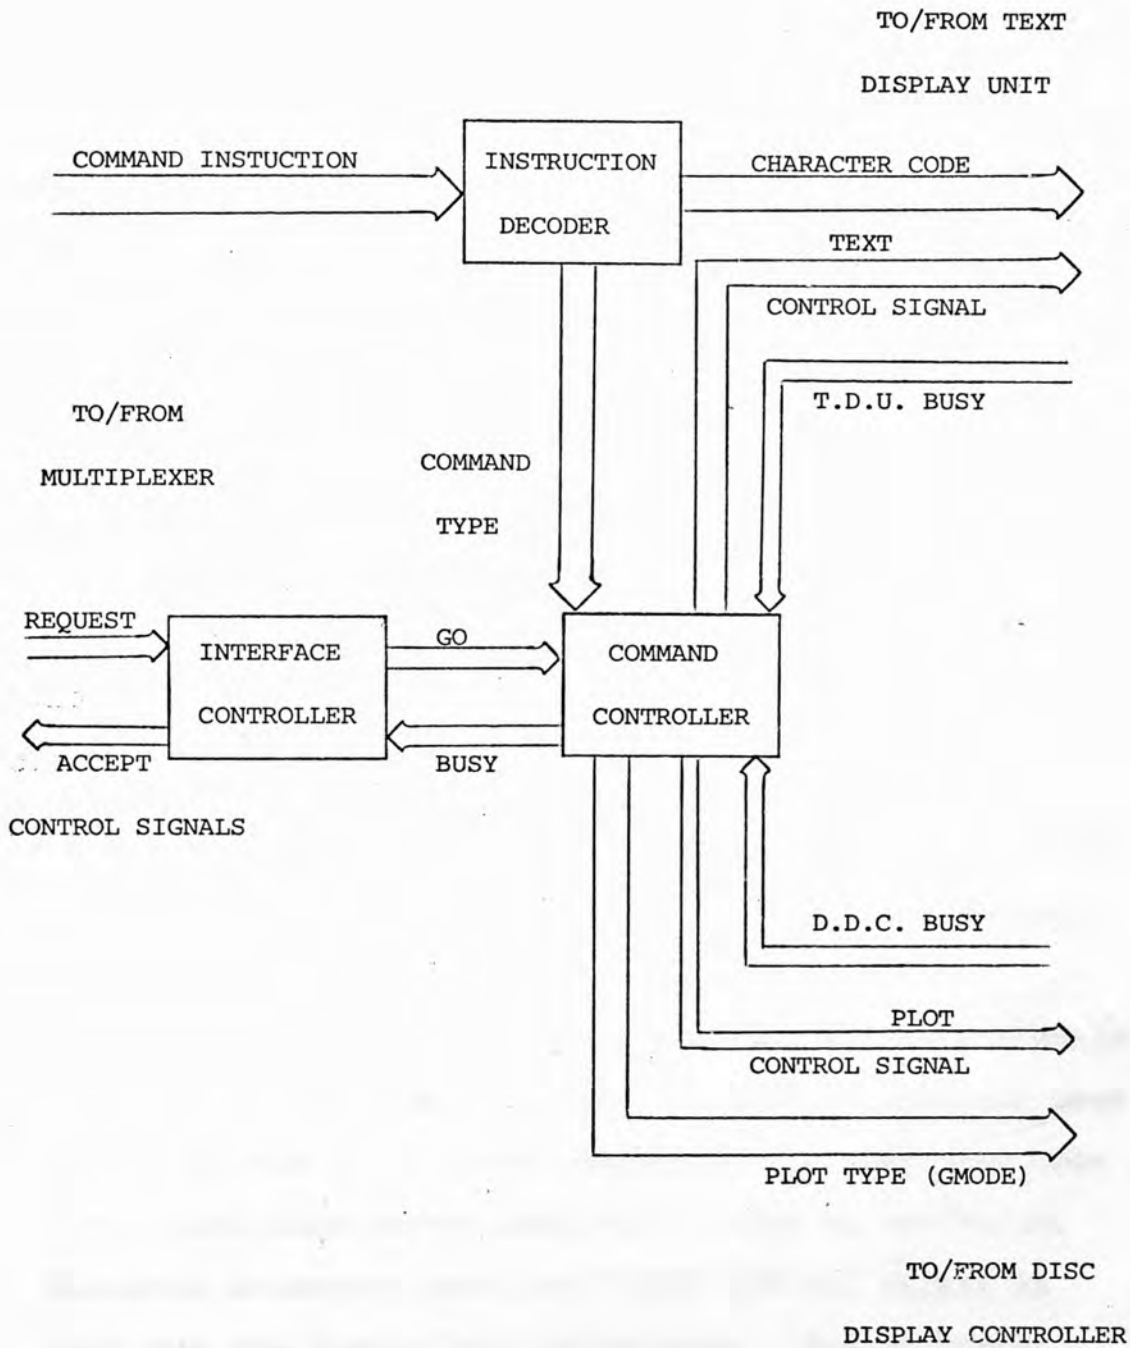 TO/FROM TEXT
DISPLAY UNIT
COMMAND INSTUCTION
INSTRUCTION
DECODER
CHARACTER CODE
TEXT
CONTROL SIGNAL
T.D.U. BUSY
TO/FROM
MULTIPLEXER
COMMAND
TYPE
REQUEST
INTERFACE
CONTROLLER
GO
COMMAND
CONTROLLER
ACCEPT
BUSY
CONTROL SIGNALS
D.D.C. BUSY
PLOT
CONTROL SIGNAL
PLOT TYPE (GMODE)
TO/FROM DISC
DISPLAY CONTROLLER